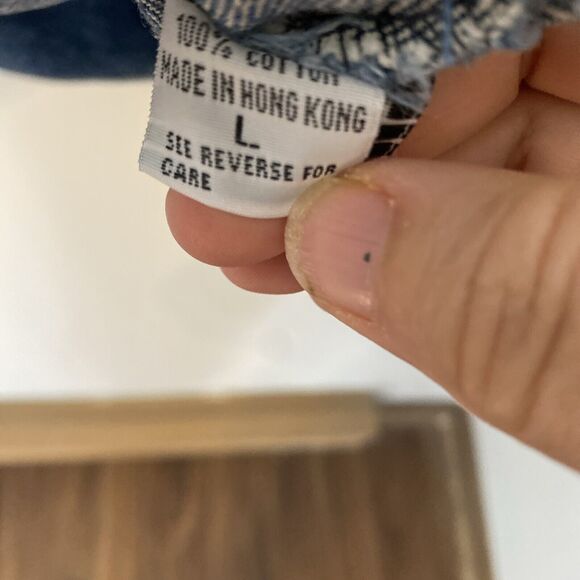 100% COTTON
MADE IN HONG KONG
L
SEE REVERSE FOR
CARE